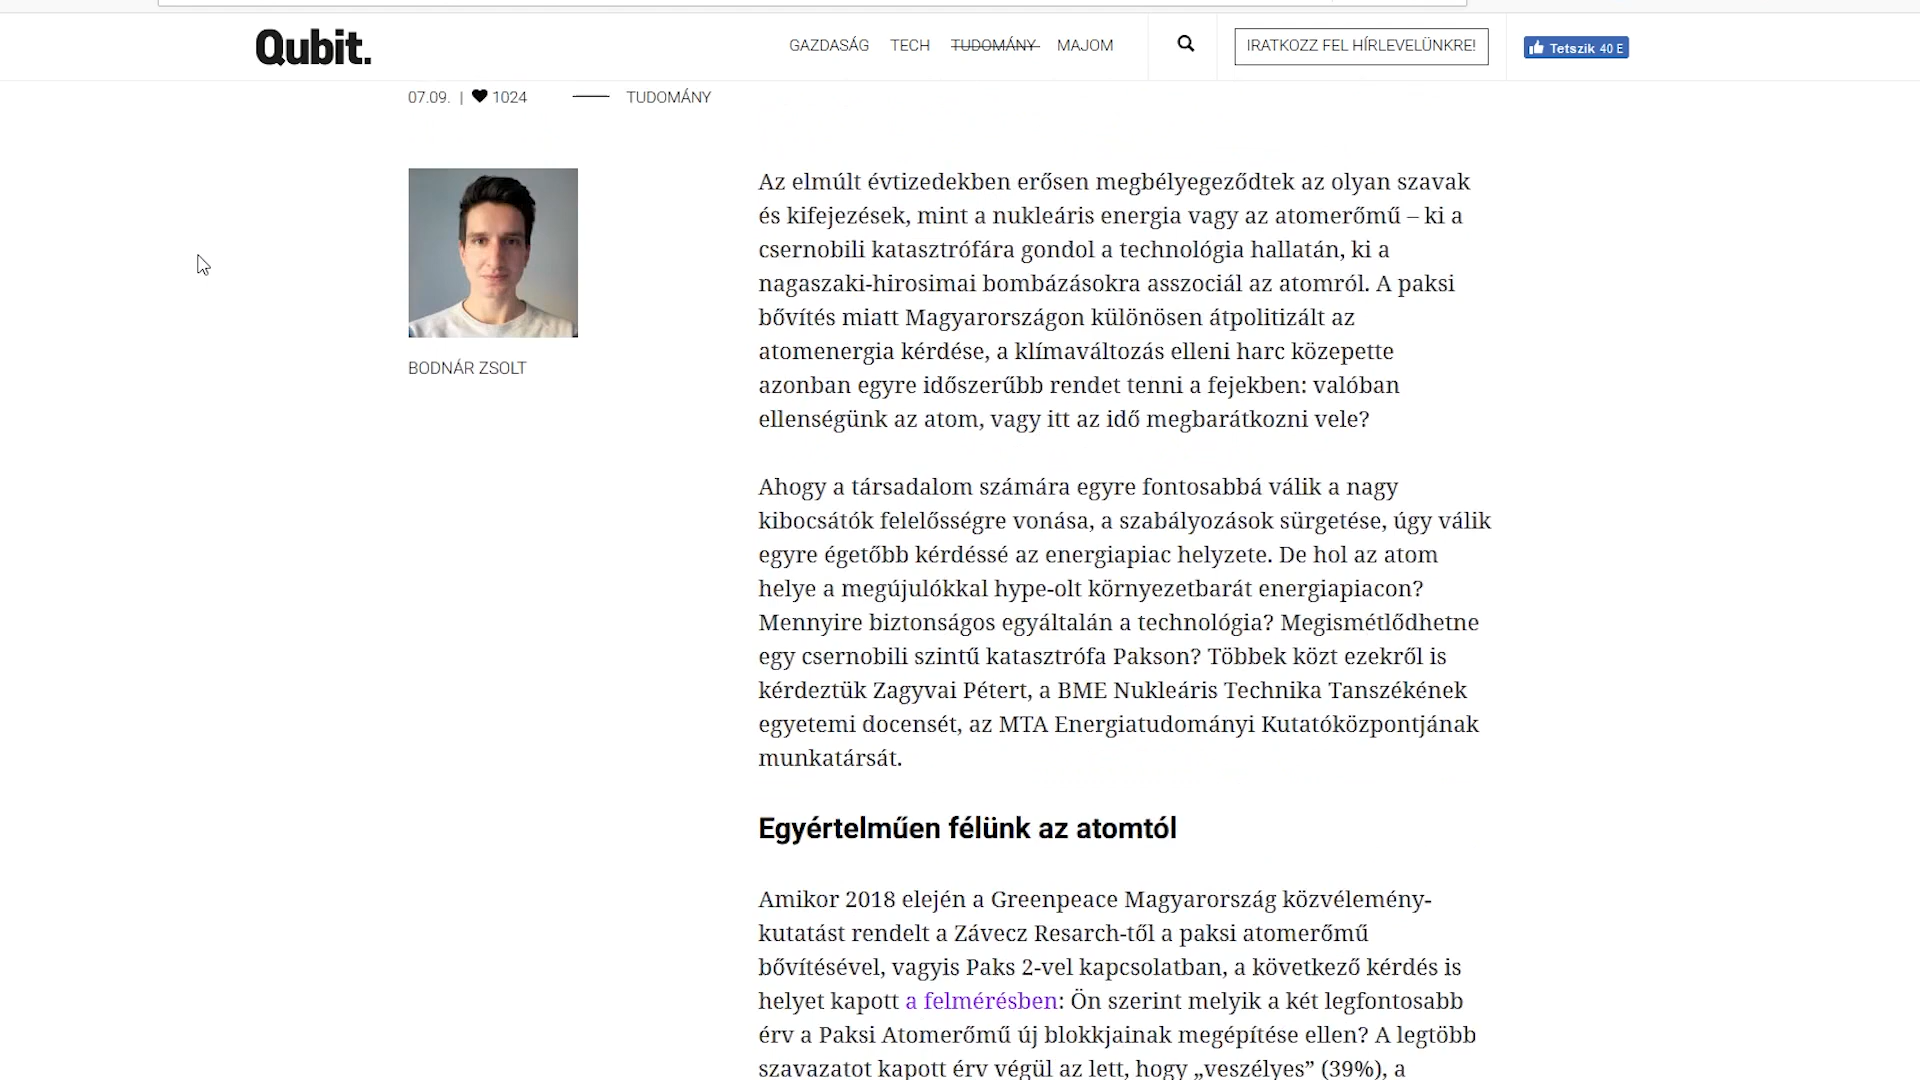 Qubit.
GAZDASÁG TECH TUDOMÁNY MAJOM
IRATKOZZ FEL HÍRLEVELÜNKRE!
Tetszik 40 E
07.09. | 1024 TUDOMÁNY
BODNÁR ZSOLT
Az elmúlt évtizedekben erősen megbélyegeződtek az olyan szavak
és kifejezések, mint a nukleáris energia vagy az atomerőmű – ki a
csernobili katasztrófára gondol a technológia hallatán, ki a
nagaszaki-hirosimai bombázásokra asszociál az atomról. A paksi
bővítés miatt Magyarországon különösen átpolitizált az
atomenergia kérdése, a klímaváltozás elleni harc közepette
azonban egyre időszerűbb rendet tenni a fejekben: valóban
ellenségünk az atom, vagy itt az idő megbarátkozni vele?
Ahogy a társadalom számára egyre fontosabbá válik a nagy
kibocsátók felelősségre vonása, a szabályozások sürgetése, úgy válik
egyre égetőbb kérdéssé az energiapiac helyzete. De hol az atom
helye a megújulókkal hype-olt környezetbarát energiapiacon?
Mennyire biztonságos egyáltalán a technológia? Megismétlődhetne
egy csernobili szintű katasztrófa Pakson? Többek közt ezekről is
kérdeztük Zagyvai Pétert, a BME Nukleáris Technika Tanszékének
egyetemi docensét, az MTA Energiatudományi Kutatóközpontjának
munkatársát.
Egyértelműen félünk az atomtól
Amikor 2018 elején a Greenpeace Magyarország közvélemény-
kutatást rendelt a Závecz Resarch-től a paksi atomerőmű
bővítésével, vagyis Paks 2-vel kapcsolatban, a következő kérdés is
helyet kapott a felmérésben: Ön szerint melyik a két legfontosabb
érv a Paksi Atomerőmű új blokkjainak megépítése ellen? A legtöbb
szavazatot kapott érv végül az lett, hogy „veszélyes” (39%), a